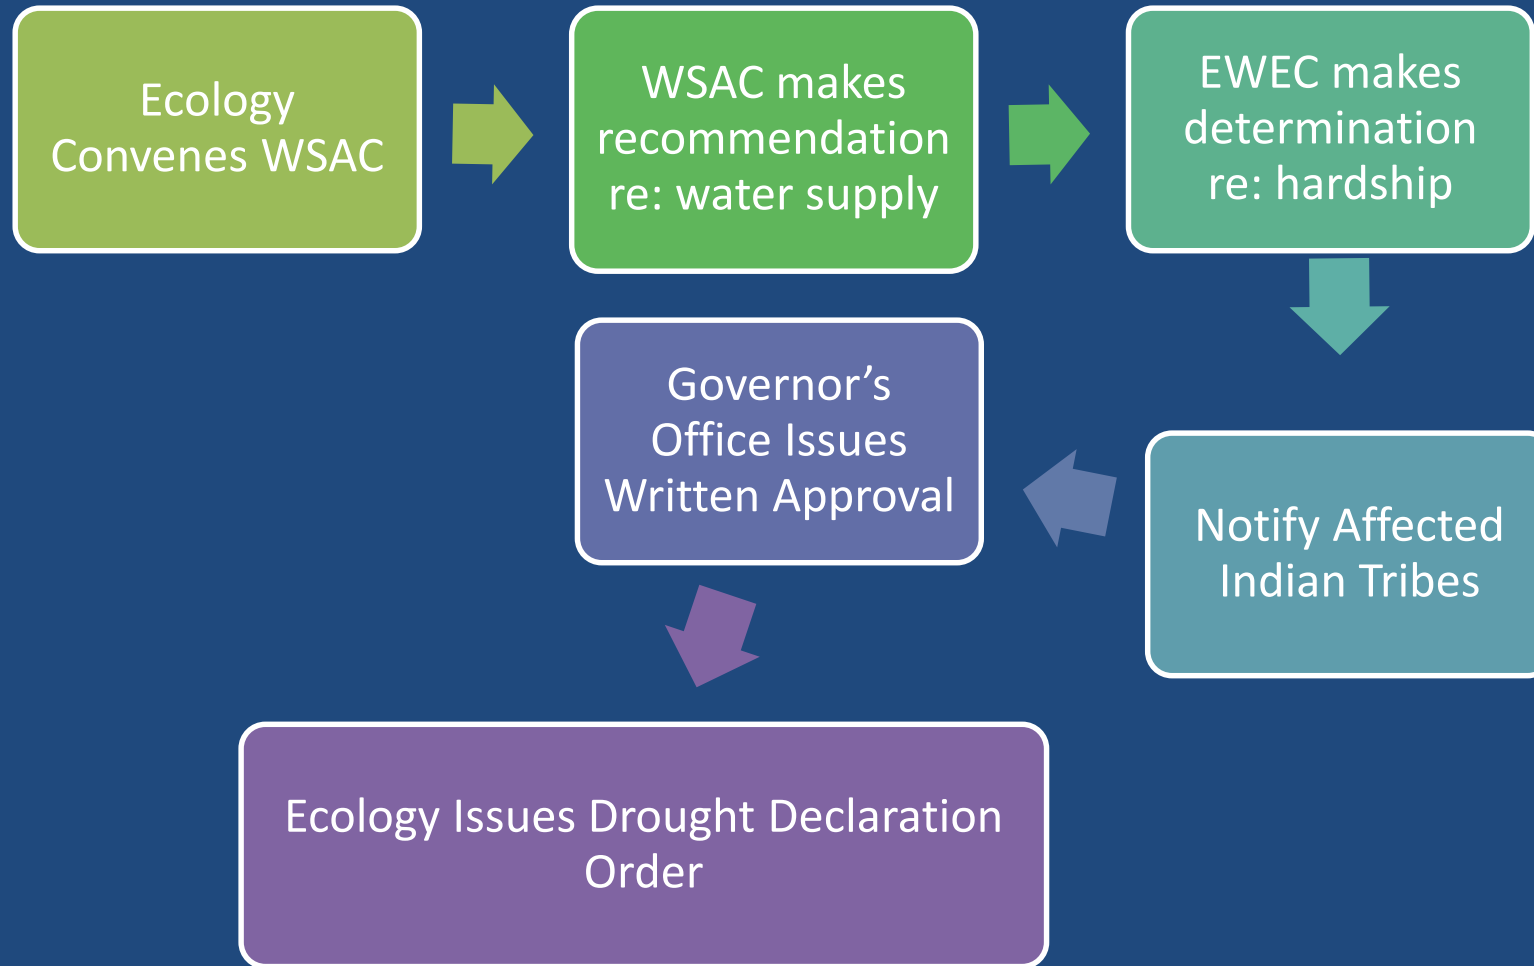 Ecology
Convenes WSAC
WSAC makes
recommendation
re: water supply
EWEC makes
determination
re: hardship
Notify Affected
Indian Tribes
Governor’s
Office Issues
Written Approval
Ecology Issues Drought Declaration
Order